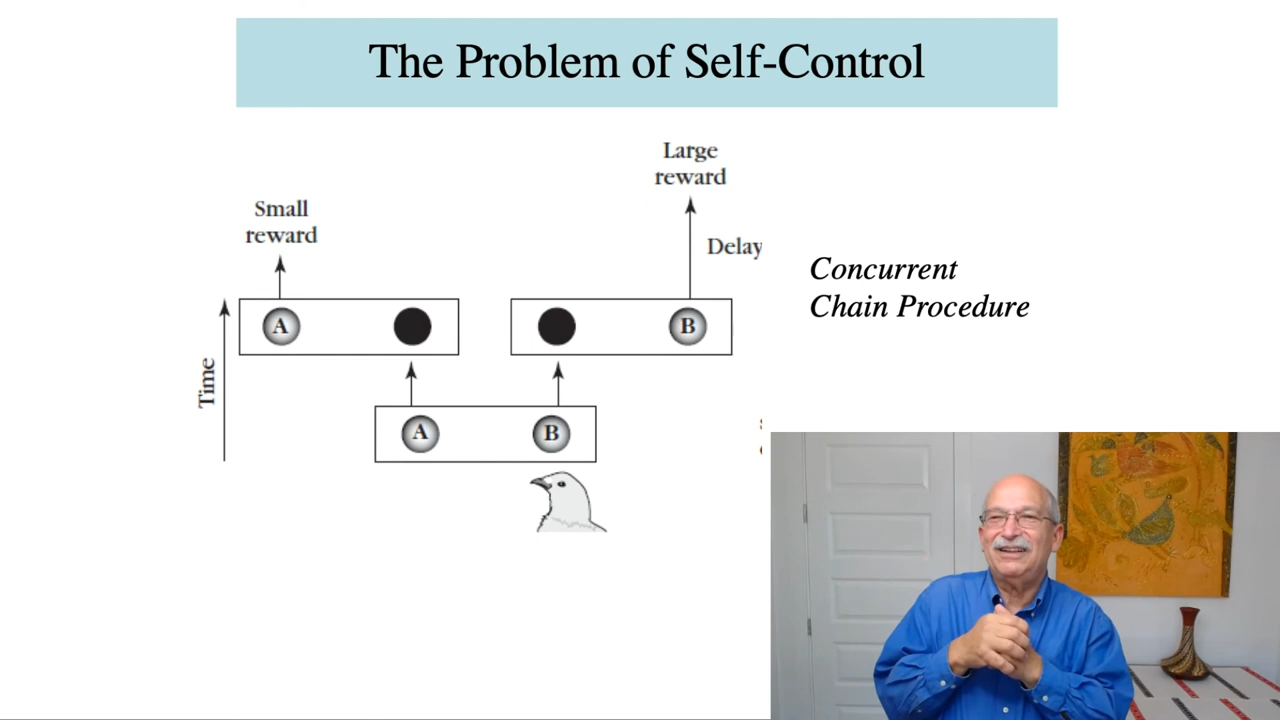 The Problem of Self-Control
Large
reward
Small
reward
Delay
Concurrent
Chain Procedure
A
B
Time
A
B